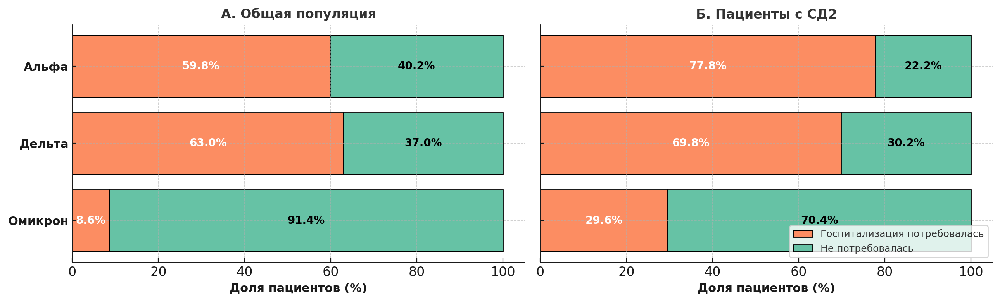 А. Общая популяция
Альфа
59.8%
40.2%
Дельта
63.0%
37.0%
Омикрон
8.6%
91.4%
0 20 40 60 80 100
Доля пациентов (%)
Б. Пациенты с СД2
77.8%
22.2%
69.8%
30.2%
29.6%
70.4%
Госпитализация потребовалась
Не потребовалась
0 20 40 60 80 100
Доля пациентов (%)